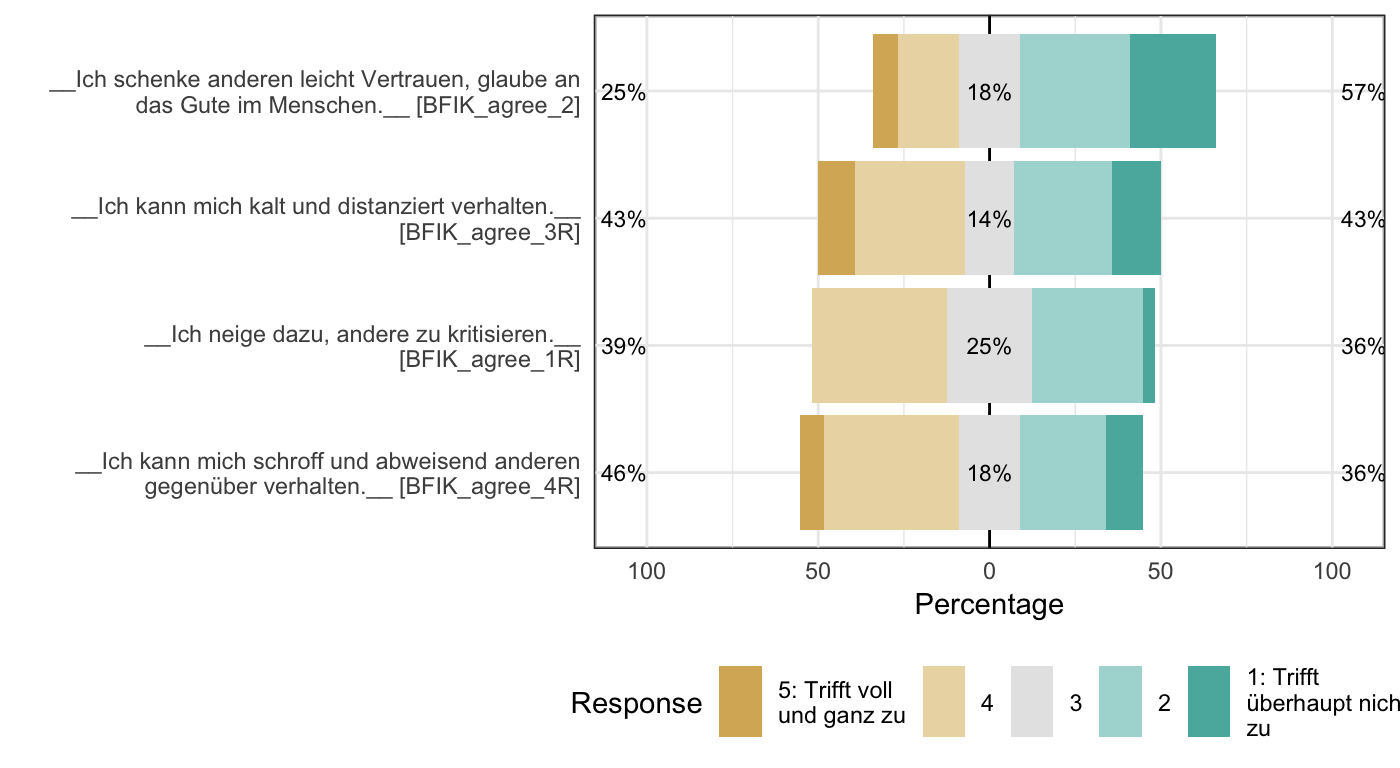 __Ich schenke anderen leicht Vertrauen, glaube an
das Gute im Menschen.__ [BFIK_agree_2]
25%
18%
57%
__Ich kann mich kalt und distanziert verhalten.__
[BFIK_agree_3R]
43%
14%
43%
__Ich neige dazu, andere zu kritisieren.__
[BFIK_agree_1R]
39%
25%
36%
__Ich kann mich schroff und abweisend anderen
gegenüber verhalten.__ [BFIK_agree_4R]
46%
18%
36%
100 50 0 50 100
Percentage
Response
5: Trifft voll
und ganz zu
4
3
2
1: Trifft
überhaupt nich
zu